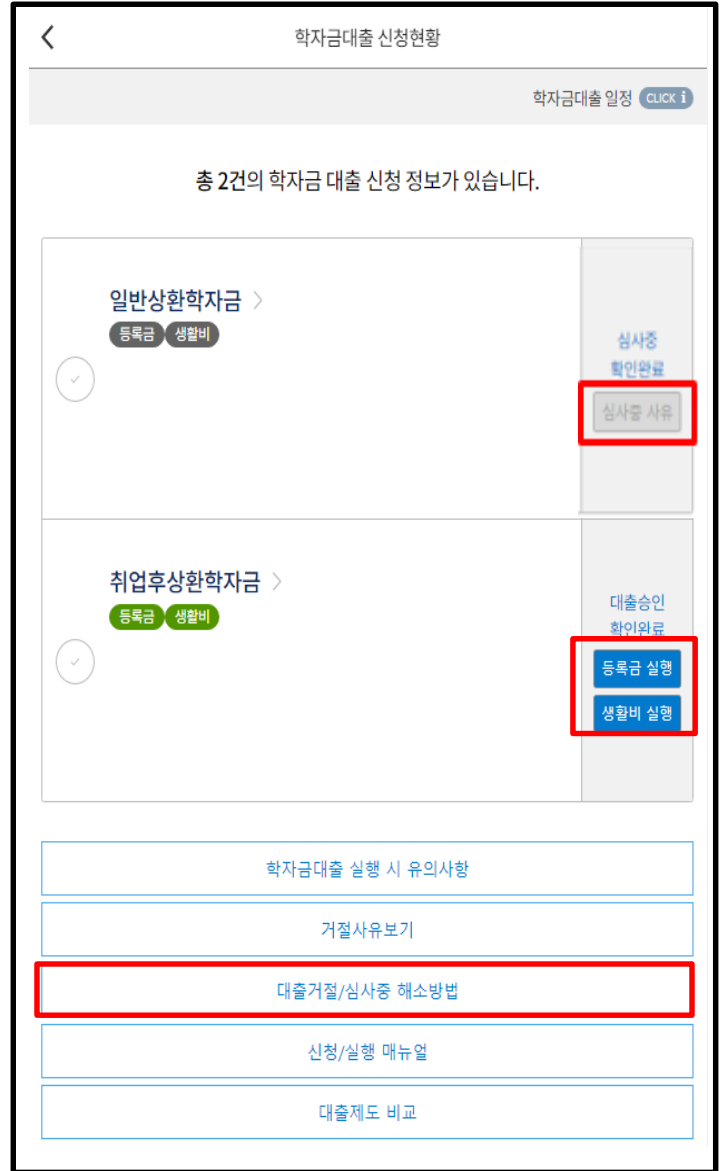 학자금대출 신청현황
학자금대출 일정 CLICK i
총 2건의 학자금 대출 신청 정보가 있습니다.
일반상환학자금
등록금 생활비
심사중
확인완료
심사중 사유
취업후상환학자금
등록금 생활비
대출승인
확인완료
등록금 실행
생활비 실행
학자금대출 실행 시 유의사항
거절사유보기
대출거절/심사중 해소방법
신청/실행 매뉴얼
대출제도 비교